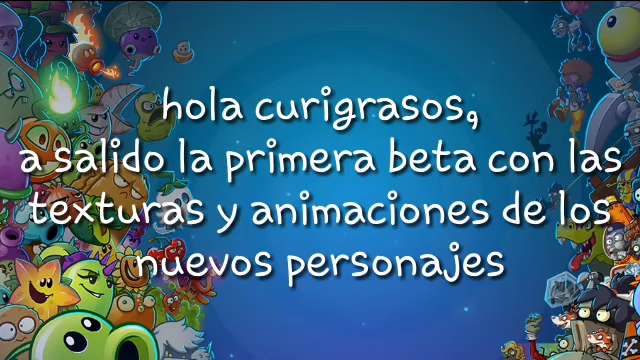 hola curigrasos,
a salido la primera beta con las
texturas y animaciones de los
nuevos personajes